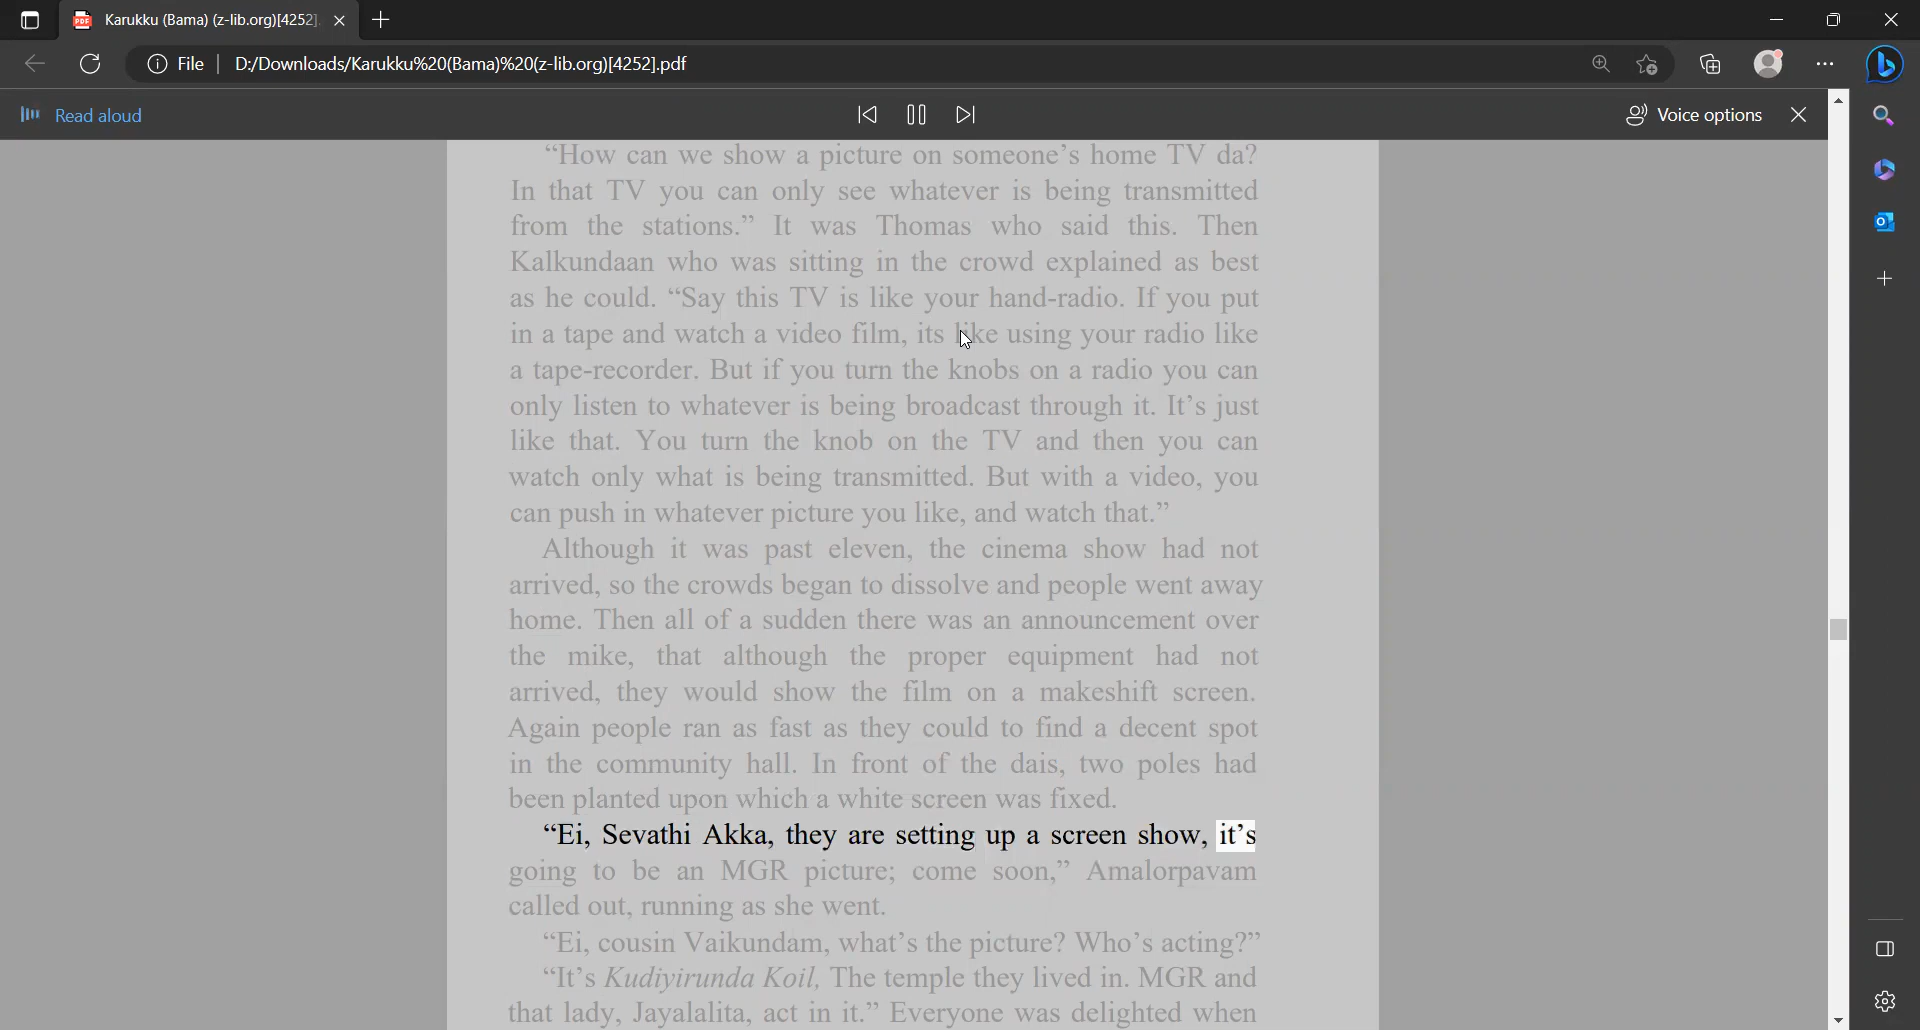 Karukku (Bama) (z-lib.org)[4252].
File
D:/Downloads/Karukku%20(Bama)%20(z-lib.org)[4252].pdf
Read aloud
Voice options
“How can we show a picture on someone’s home TV da?
In that TV you can only see whatever is being transmitted
from the stations.” It was Thomas who said this. Then
Kalkundaan who was sitting in the crowd explained as best
as he could. “Say this TV is like your hand-radio. If you put
in a tape and watch a video film, its like using your radio like
a tape-recorder. But if you turn the knobs on a radio you can
only listen to whatever is being broadcast through it. It’s just
like that. You turn the knob on the TV and then you can
watch only what is being transmitted. But with a video, you
can push in whatever picture you like, and watch that.”
Although it was past eleven, the cinema show had not
arrived, so the crowds began to dissolve and people went away
home. Then all of a sudden there was an announcement over
the mike, that although the proper equipment had not
arrived, they would show the film on a makeshift screen.
Again people ran as fast as they could to find a decent spot
in the community hall. In front of the dais, two poles had
been planted upon which a white screen was fixed.
“Ei, Sevathi Akka, they are setting up a screen show, it’s
going to be an MGR picture; come soon,” Amalorpavam
called out, running as she went.
“Ei, cousin Vaikundam, what’s the picture? Who’s acting?”
“It’s Kudiyirunda Koil, The temple they lived in. MGR and
that lady, Jayalalita, act in it.” Everyone was delighted when